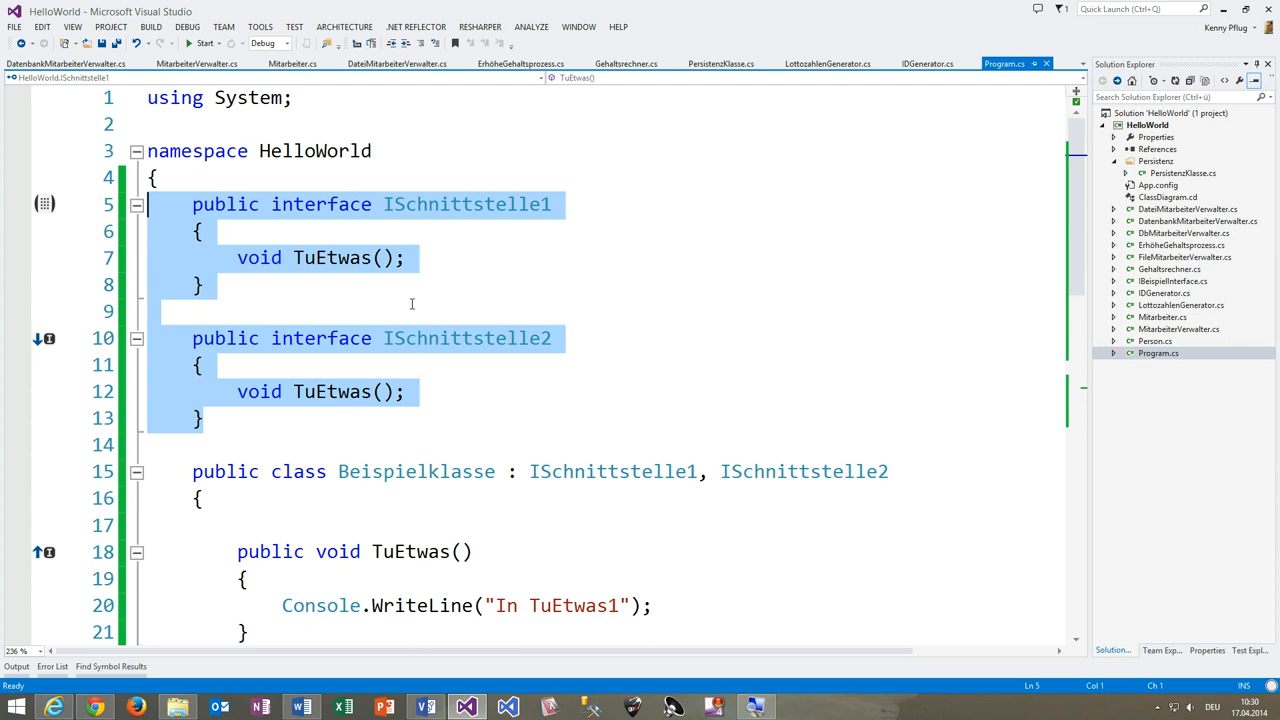 HelloWorld - Microsoft Visual Studio
1
Quick Launch (Ctrl+Q)
FILE EDIT VIEW PROJECT BUILD DEBUG TEAM TOOLS TEST ARCHITECTURE .NET REFLECTOR RESHARPER ANALYZE WINDOW HELP
Kenny Pflug
Start Debug
DatenbankMitarbeiterVerwalter.cs MitarbeiterVerwalter.cs Mitarbeiter.cs DateiMitarbeiterVerwalter.cs ErhöheGehaltsprozess.cs Gehaltsrechner.cs PersistenzKlasse.cs LottozahlenGenerator.cs IDGenerator.cs Program.cs
HelloWorld.ISchnittstelle1 TuEtwas()
1 using System;
2
3 namespace HelloWorld
4 {
5 public interface ISchnittstelle1
6 {
7 void TuEtwas();
8 }
9
10 public interface ISchnittstelle2
11 {
12 void TuEtwas();
13 }
14
15 public class Beispielklasse : ISchnittstelle1, ISchnittstelle2
16 {
17
18 public void TuEtwas()
19 {
20 Console.WriteLine("In TuEtwas1");
21 }
236 %
Solution Explorer
Search Solution Explorer (Ctrl+ü)
Solution 'HelloWorld' (1 project)
HelloWorld
Properties
References
Persistenz
PersistenzKlasse.cs
App.config
ClassDiagram.cd
DateiMitarbeiterVerwalter.cs
DatenbankMitarbeiterVerwalter.cs
DbMitarbeiterVerwalter.cs
ErhöheGehaltsprozess.cs
FileMitarbeiterVerwalter.cs
Gehaltsrechner.cs
IBeispielInterface.cs
IDGenerator.cs
LottozahlenGenerator.cs
Mitarbeiter.cs
MitarbeiterVerwalter.cs
Person.cs
Program.cs
Solution... Team Exp... Properties Test Expl...
Output Error List Find Symbol Results
Ready Ln 5 Col 1 Ch 1 INS
DEU
10:30
17.04.2014